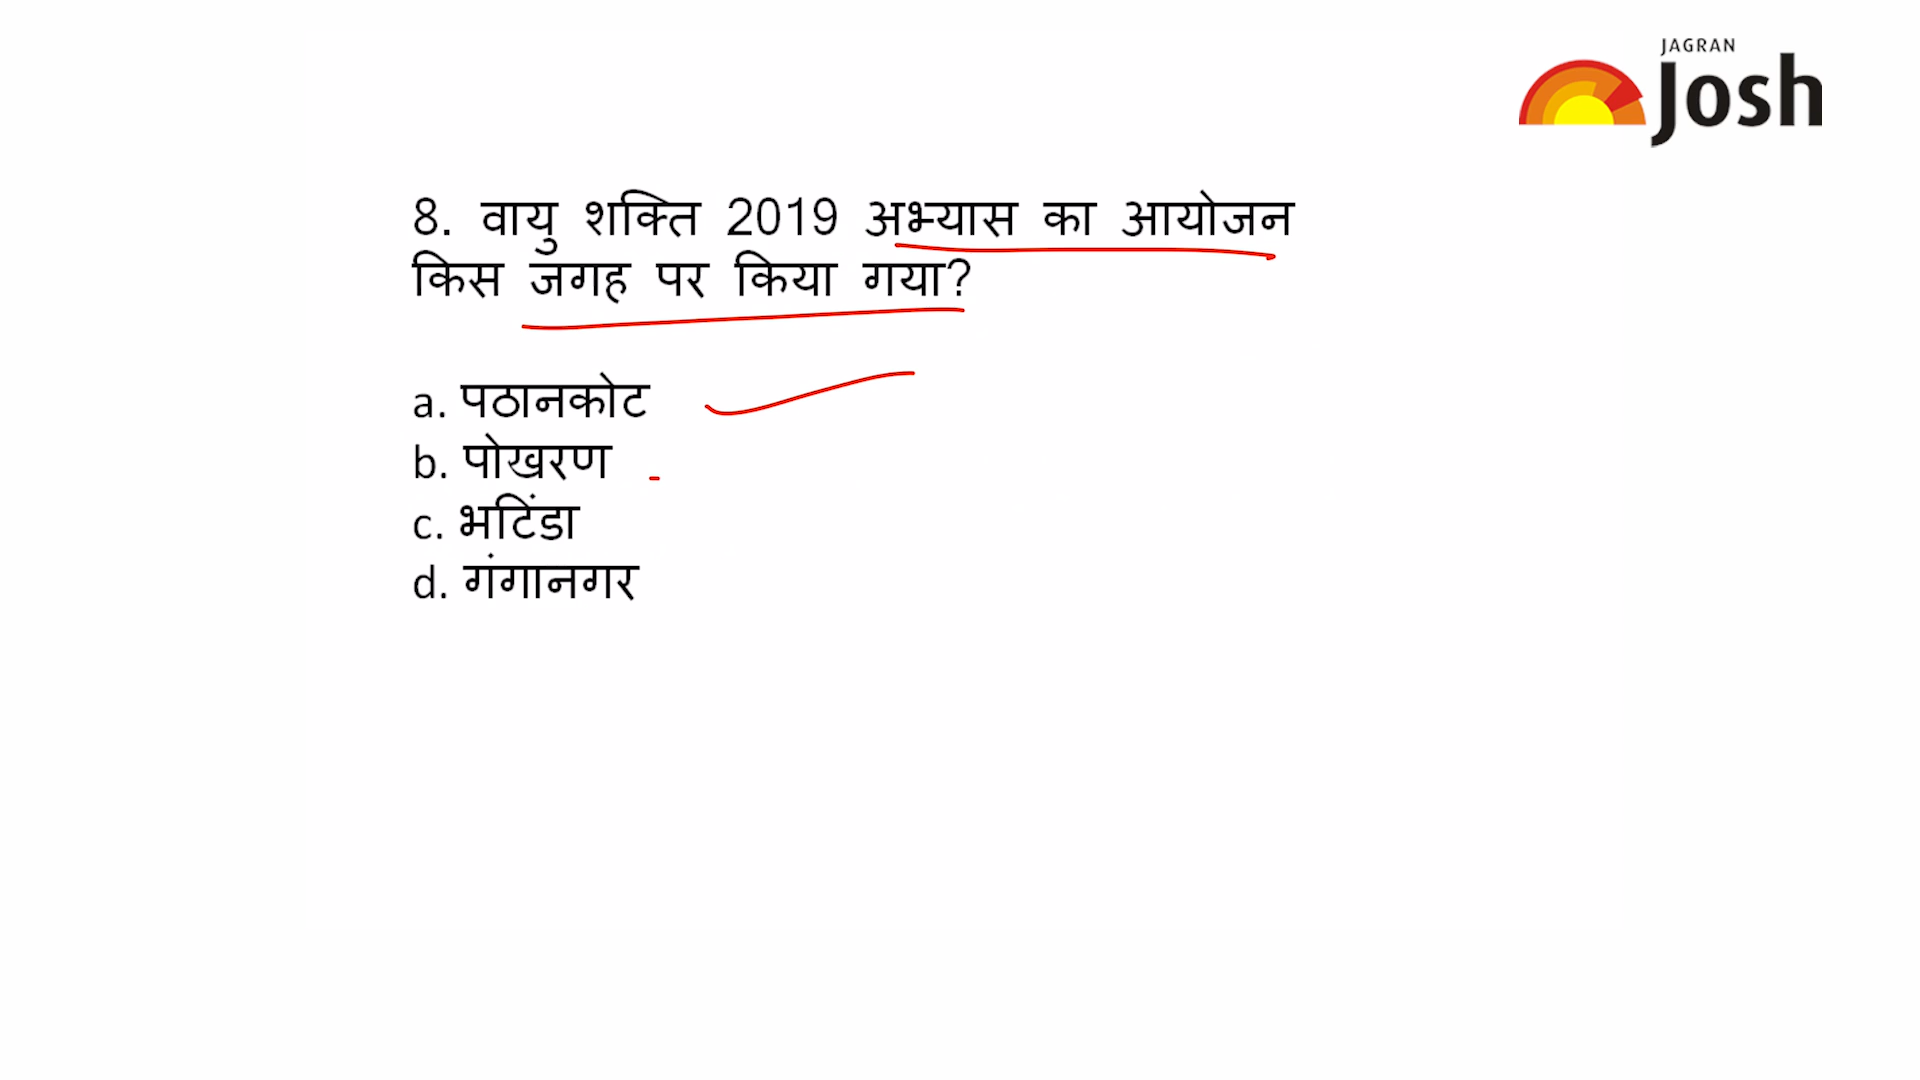 JAGRAN
Josh
8. वायु शक्ति 2019 अभ्यास का आयोजन
किस जगह पर किया गया?
a. पठानकोट
b. पोखरण
c. भटिंडा
d. गंगानगर